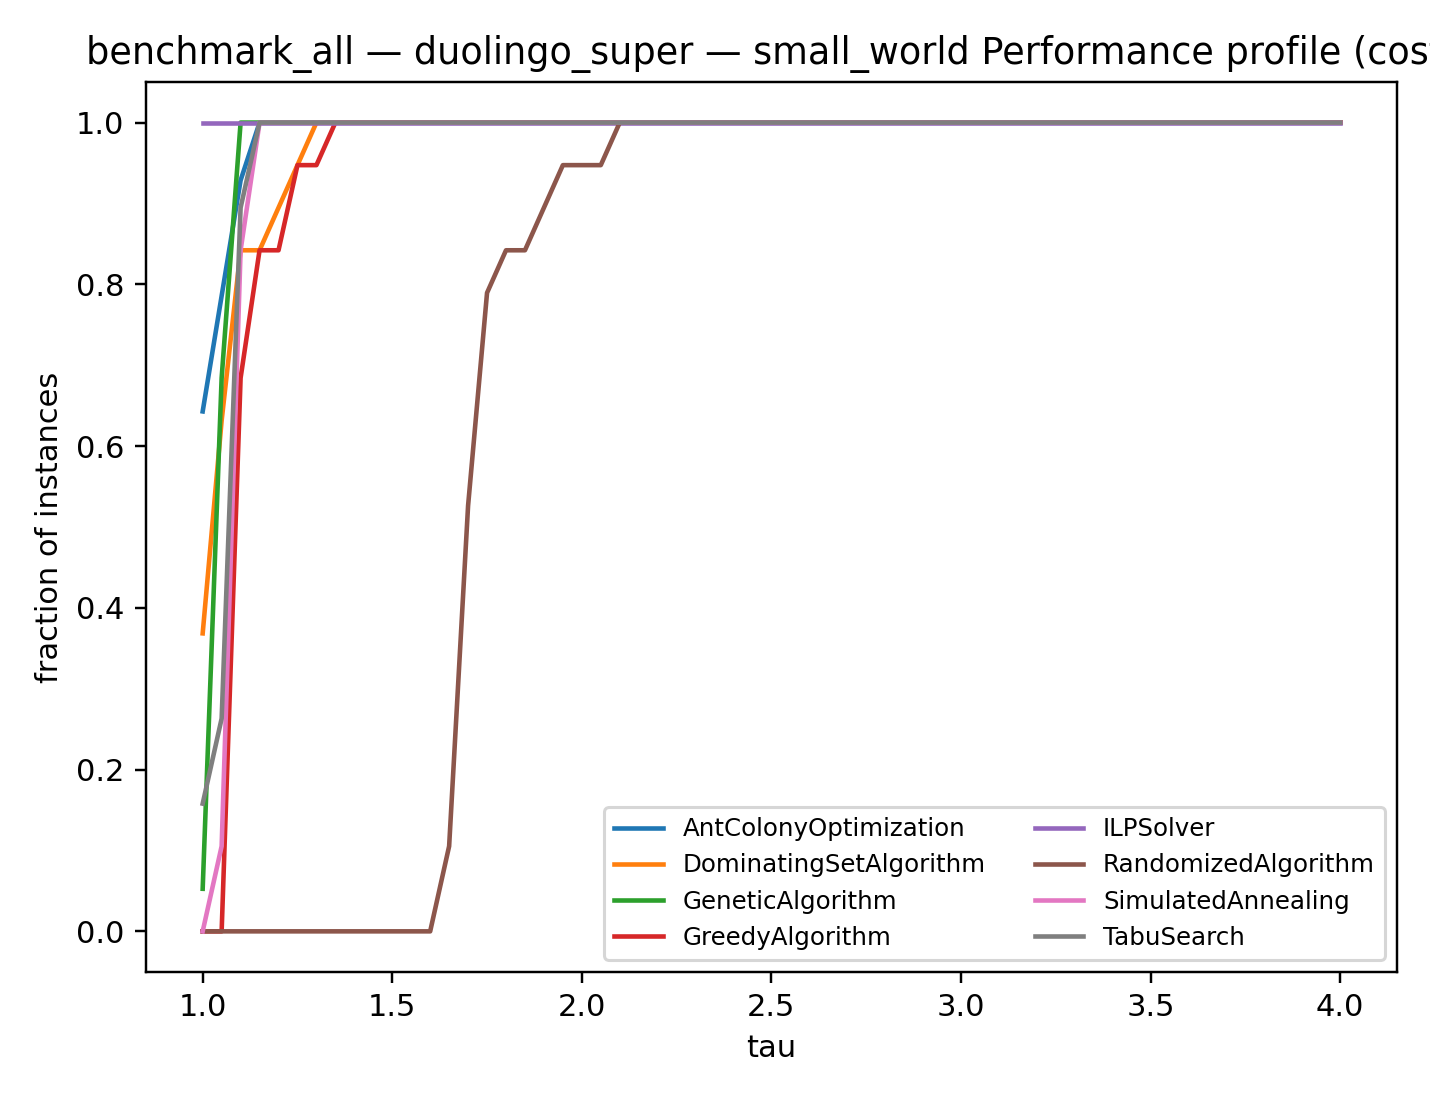 benchmark_all — duolingo_super — small_world Performance profile (cos
1.0
0.8
0.6
0.4
0.2
0.0
fraction of instances
AntColonyOptimization
DominatingSetAlgorithm
GeneticAlgorithm
GreedyAlgorithm
ILPSolver
RandomizedAlgorithm
SimulatedAnnealing
TabuSearch
1.0 1.5 2.0 2.5 3.0 3.5 4.0
tau